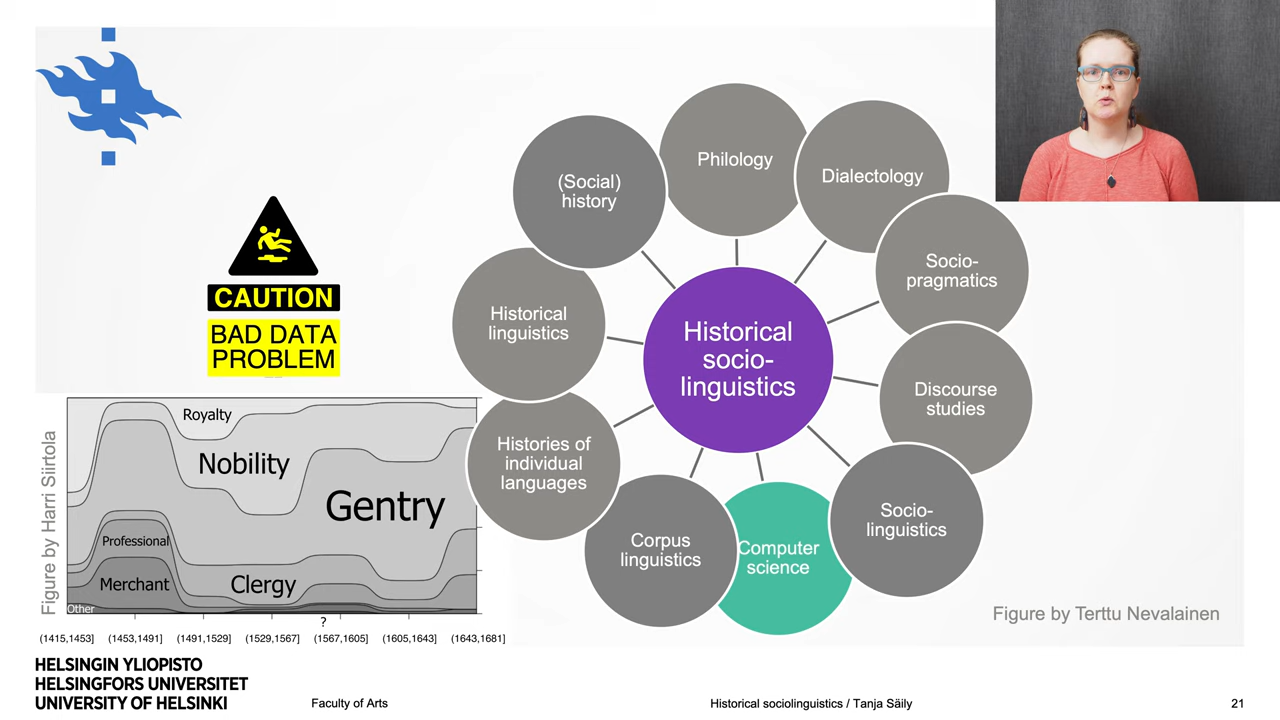 Philology
Dialectology
(Social)
history
Socio-
pragmatics
Historical
linguistics
Historical
socio-
linguistics
Discourse
studies
Histories of
individual
languages
Socio-
linguistics
Corpus
linguistics
Computer
science
Figure by Terttu Nevalainen
CAUTION
BAD DATA
PROBLEM
Figure by Harri Siirtola
Royalty
Nobility
Gentry
Professional
Merchant
Clergy
Other
?
(1415,1453] (1453,1491] (1491,1529] (1529,1567] (1567,1605] (1605,1643] (1643,1681]
HELSINGIN YLIOPISTO
HELSINGFORS UNIVERSITET
UNIVERSITY OF HELSINKI
Faculty of Arts
Historical sociolinguistics / Tanja Säily
21